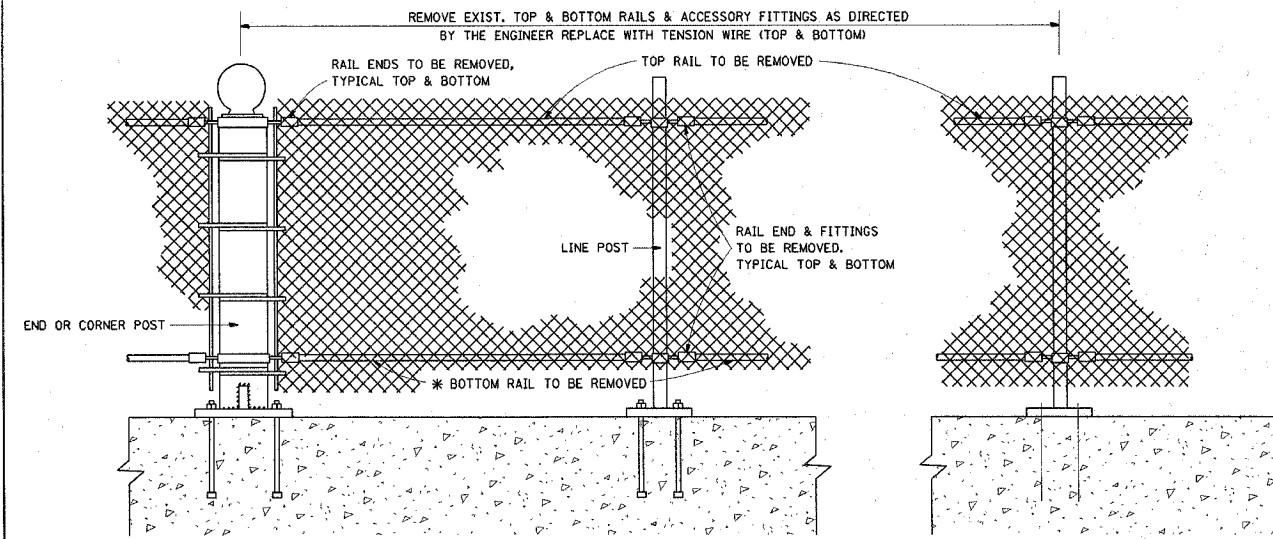 REMOVE EXIST. TOP & BOTTOM RAILS & ACCESSORY FITTINGS AS DIRECTED
BY THE ENGINEER REPLACE WITH TENSION WIRE (TOP & BOTTOM)
RAIL ENDS TO BE REMOVED,
TYPICAL TOP & BOTTOM
TOP RAIL TO BE REMOVED
LINE POST
RAIL END & FITTINGS
TO BE REMOVED.
TYPICAL TOP & BOTTOM
END OR CORNER POST
* BOTTOM RAIL TO BE REMOVED